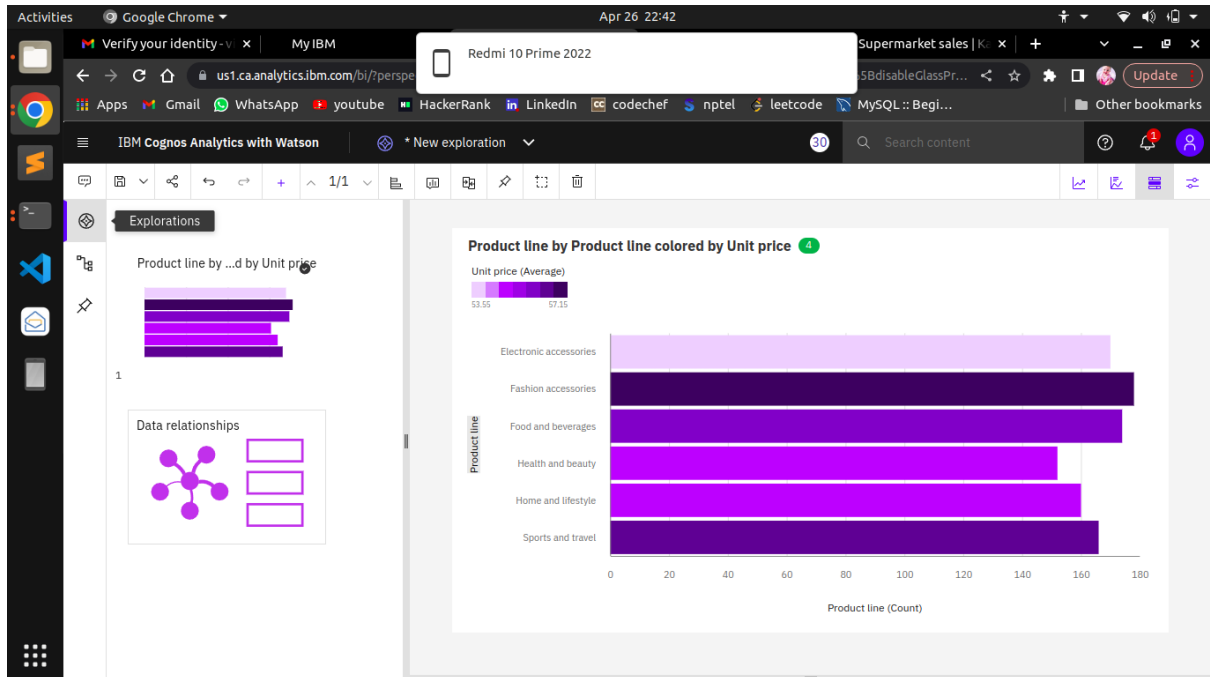 Activities
Google Chrome
Apr 26 22:42
Verify your identity - v
My IBM
Redmi 10 Prime 2022
Supermarket sales | Ka
us1.ca.analytics.ibm.com/bi/?perspe
5BdisableGlassPr...
Update
Apps
Gmail
WhatsApp
youtube
HackerRank
LinkedIn
codechef
nptel
leetcode
MySQL :: Begi...
Other bookmarks
IBM Cognos Analytics with Watson
* New exploration
30
Search content
1
1/1
Explorations
Product line by ...d by Unit price
1
Data relationships
Product line by Product line colored by Unit price 4
Unit price (Average)
53.55 57.15
Product line
Electronic accessories
Fashion accessories
Food and beverages
Health and beauty
Home and lifestyle
Sports and travel
0 20 40 60 80 100 120 140 160 180
Product line (Count)